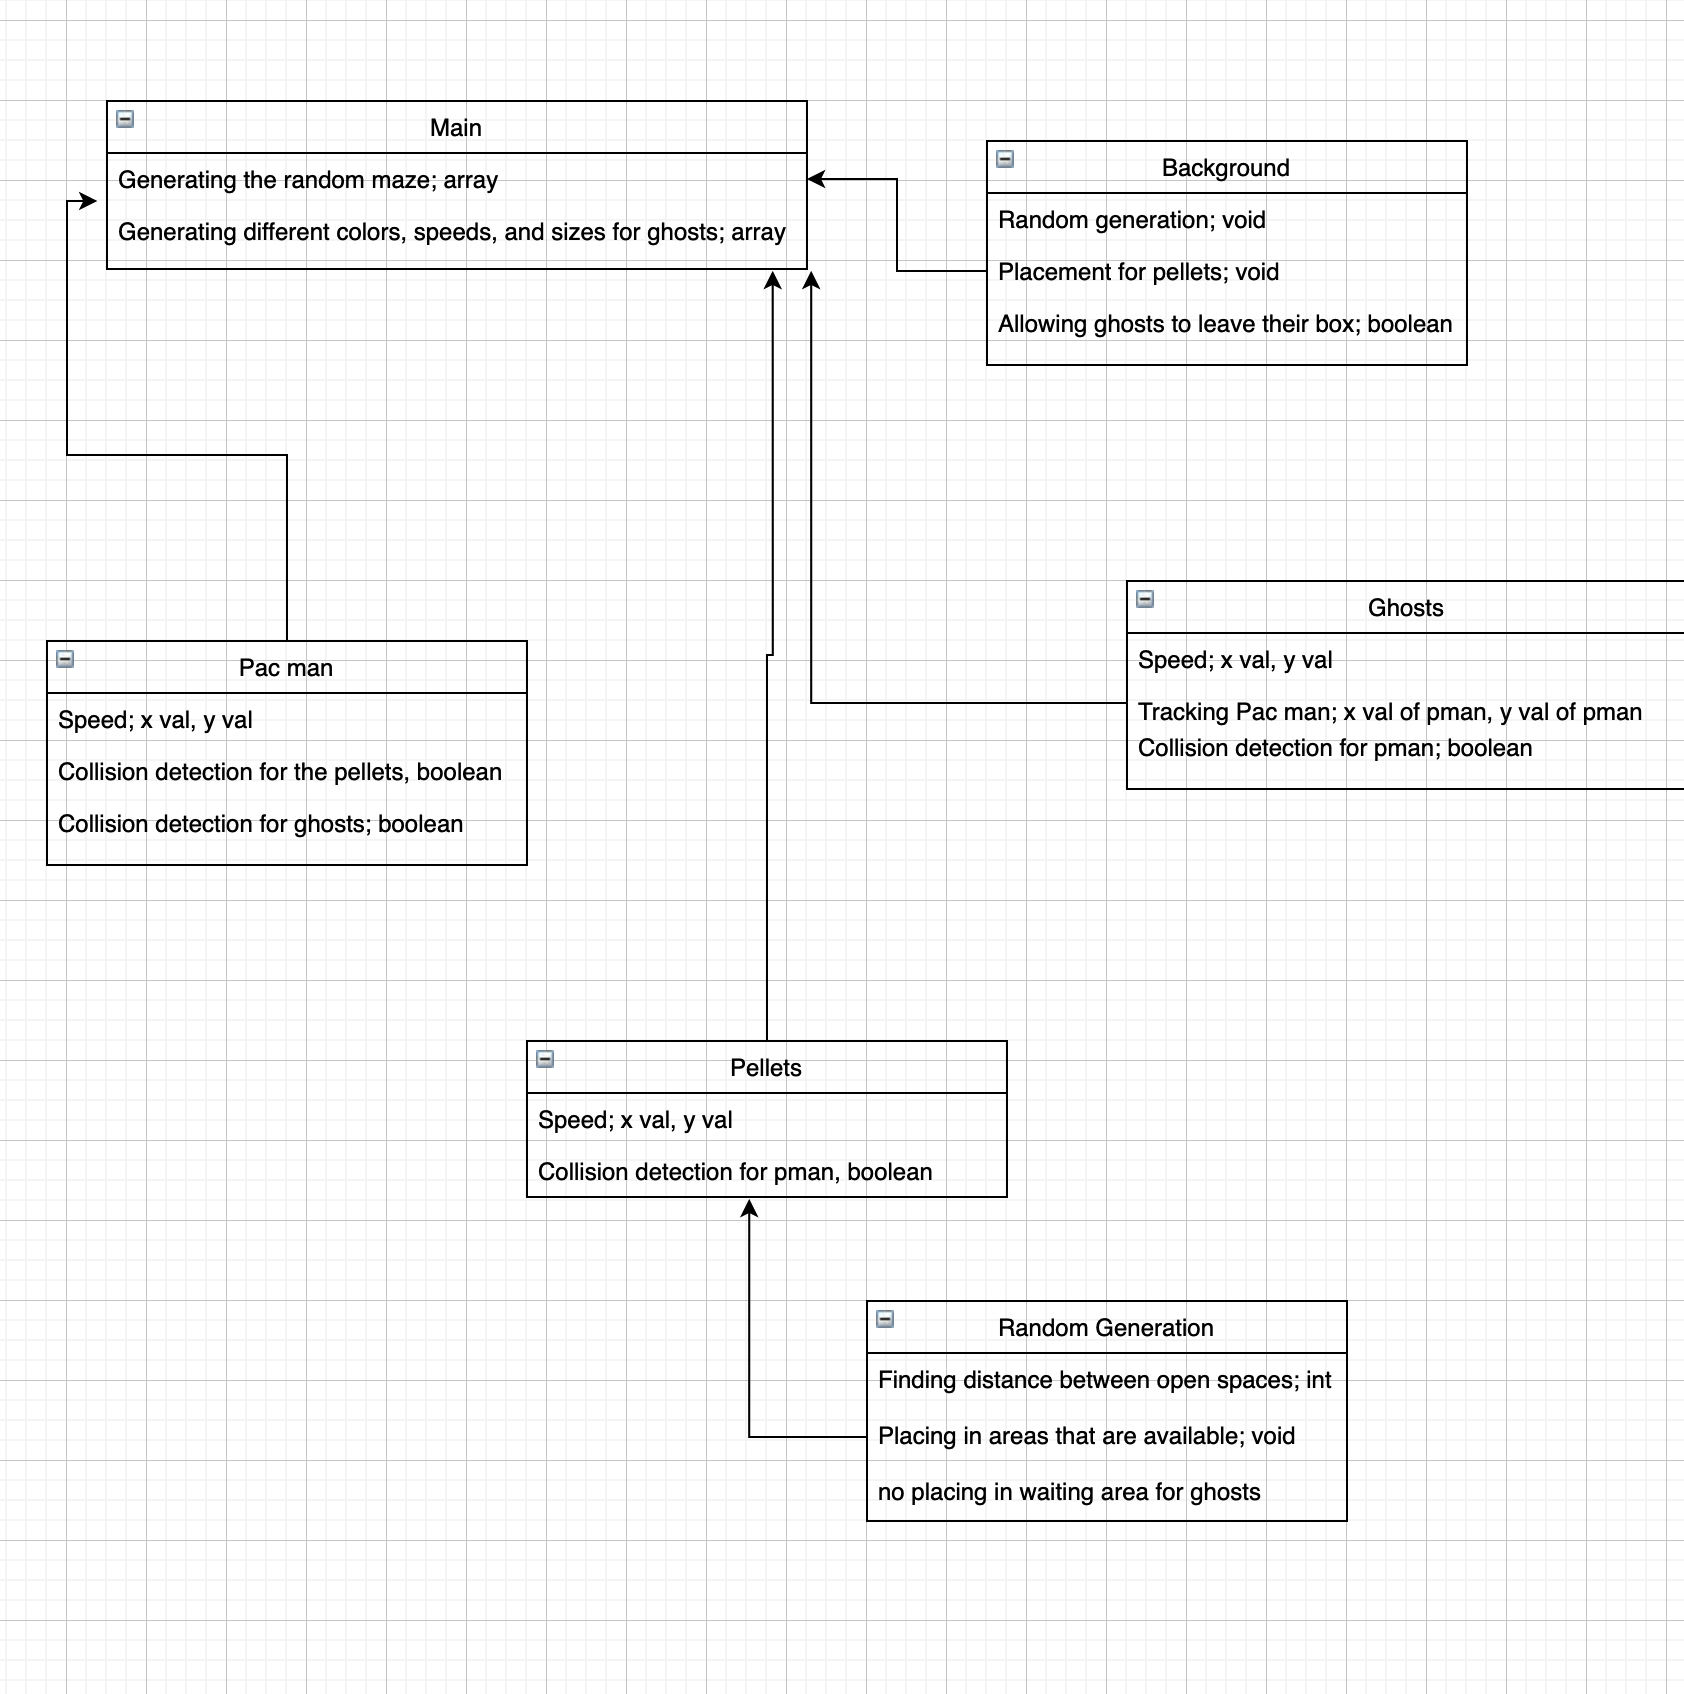 Main
Generating the random maze; array
Generating different colors, speeds, and sizes for ghosts; array
Background
Random generation; void
Placement for pellets; void
Allowing ghosts to leave their box; boolean
Ghosts
Speed; x val, y val
Tracking Pac man; x val of pman, y val of pman
Collision detection for pman; boolean
Pac man
Speed; x val, y val
Collision detection for the pellets, boolean
Collision detection for ghosts; boolean
Pellets
Speed; x val, y val
Collision detection for pman, boolean
Random Generation
Finding distance between open spaces; int
Placing in areas that are available; void
no placing in waiting area for ghosts